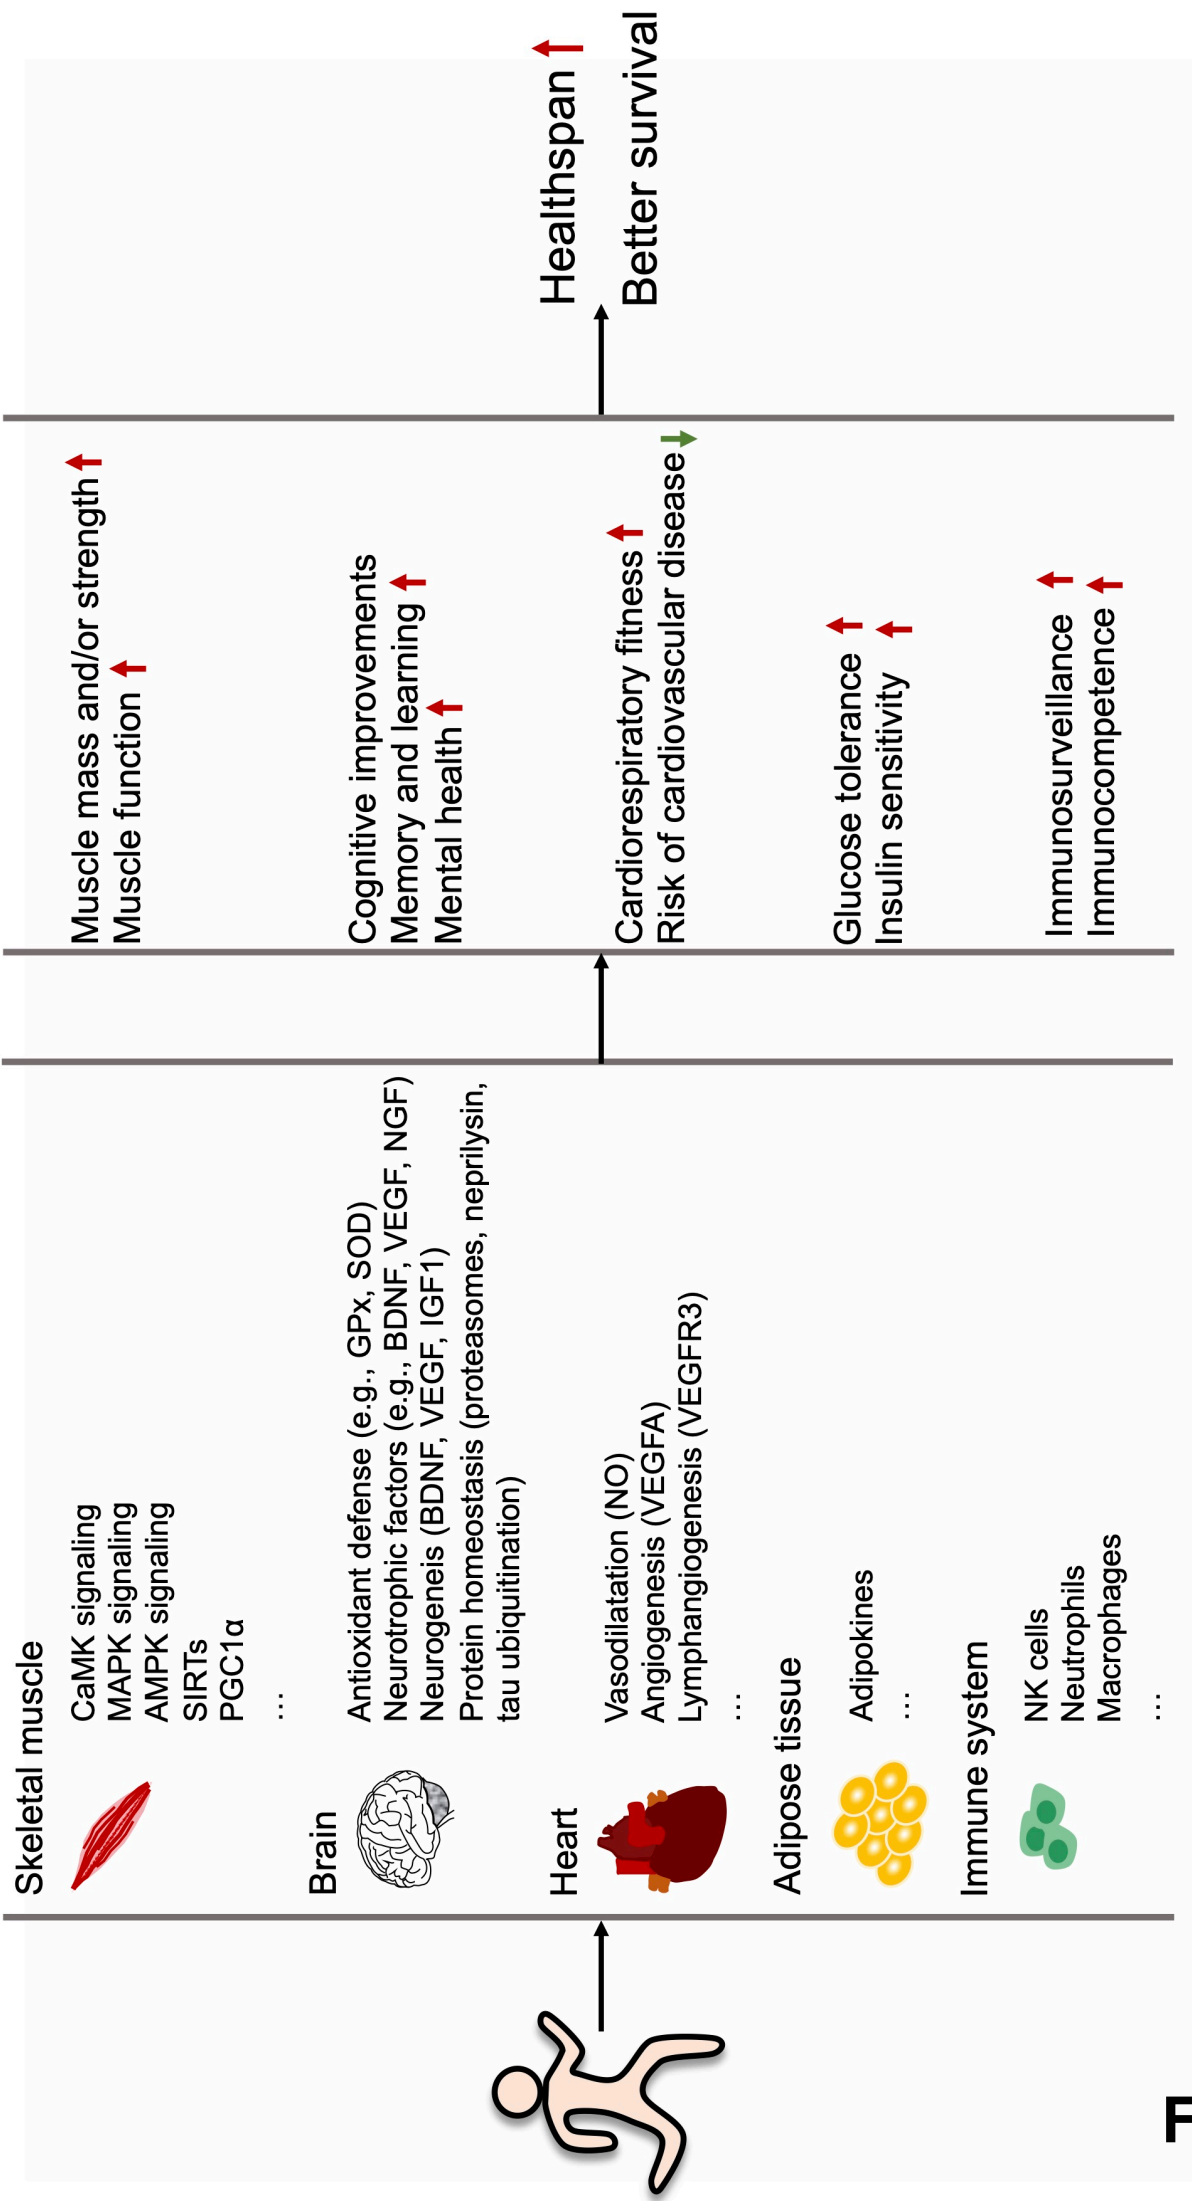 Skeletal muscle
CaMK signaling
MAPK signaling
AMPK signaling
SIRTs
PGC1α
...
Brain
Antioxidant defense (e.g., GPx, SOD)
Neurotrophic factors (e.g., BDNF, VEGF, NGF)
Neurogeneis (BDNF, VEGF, IGF1)
Protein homeostasis (proteasomes, neprilysin,
tau ubiquitination)
Heart
Vasodilatation (NO)
Angiogenesis (VEGFA)
Lymphangiogenesis (VEGFR3)
...
Adipose tissue
Adipokines
...
Immune system
NK cells
Neutrophils
Macrophages
...
Muscle mass and/or strength
Muscle function
Cognitive improvements
Memory and learning
Mental health
Cardiorespiratory fitness
Risk of cardiovascular disease
Glucose tolerance
Insulin sensitivity
Immunosurveillance
Immunocompetence
Healthspan
Better survival